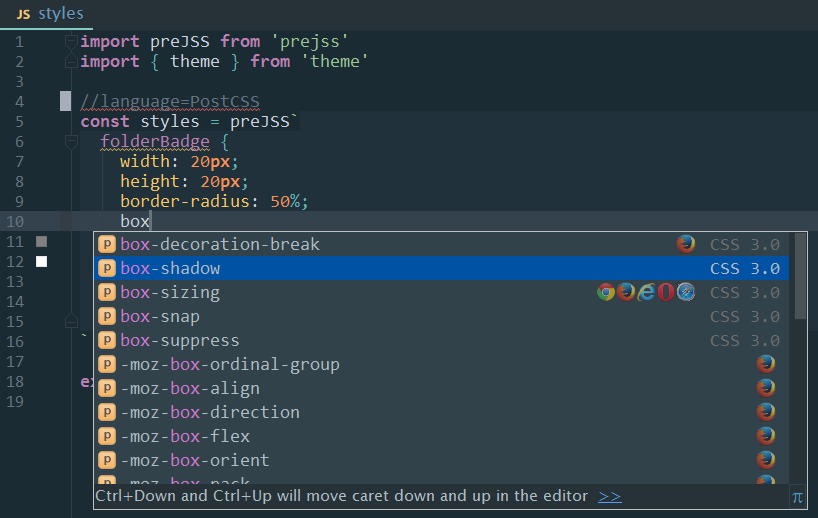 JS styles
1 import preJSS from 'prejss'
2 import { theme } from 'theme'
3
4 //language=PostCSS
5 const styles = preJSS`
6 folderBadge {
7 width: 20px;
8 height: 20px;
9 border-radius: 50%;
10 box
11 p box-decoration-break CSS 3.0
12 p box-shadow CSS 3.0
13 p box-sizing CSS 3.0
14 p box-snap CSS 3.0
15 p box-suppress CSS 3.0
16 ` p -moz-box-ordinal-group
17 p -moz-box-align
18 ex p -moz-box-direction
19 p -moz-box-flex
p -moz-box-orient
p -moz-box-pack
Ctrl+Down and Ctrl+Up will move caret down and up in the editor >> π